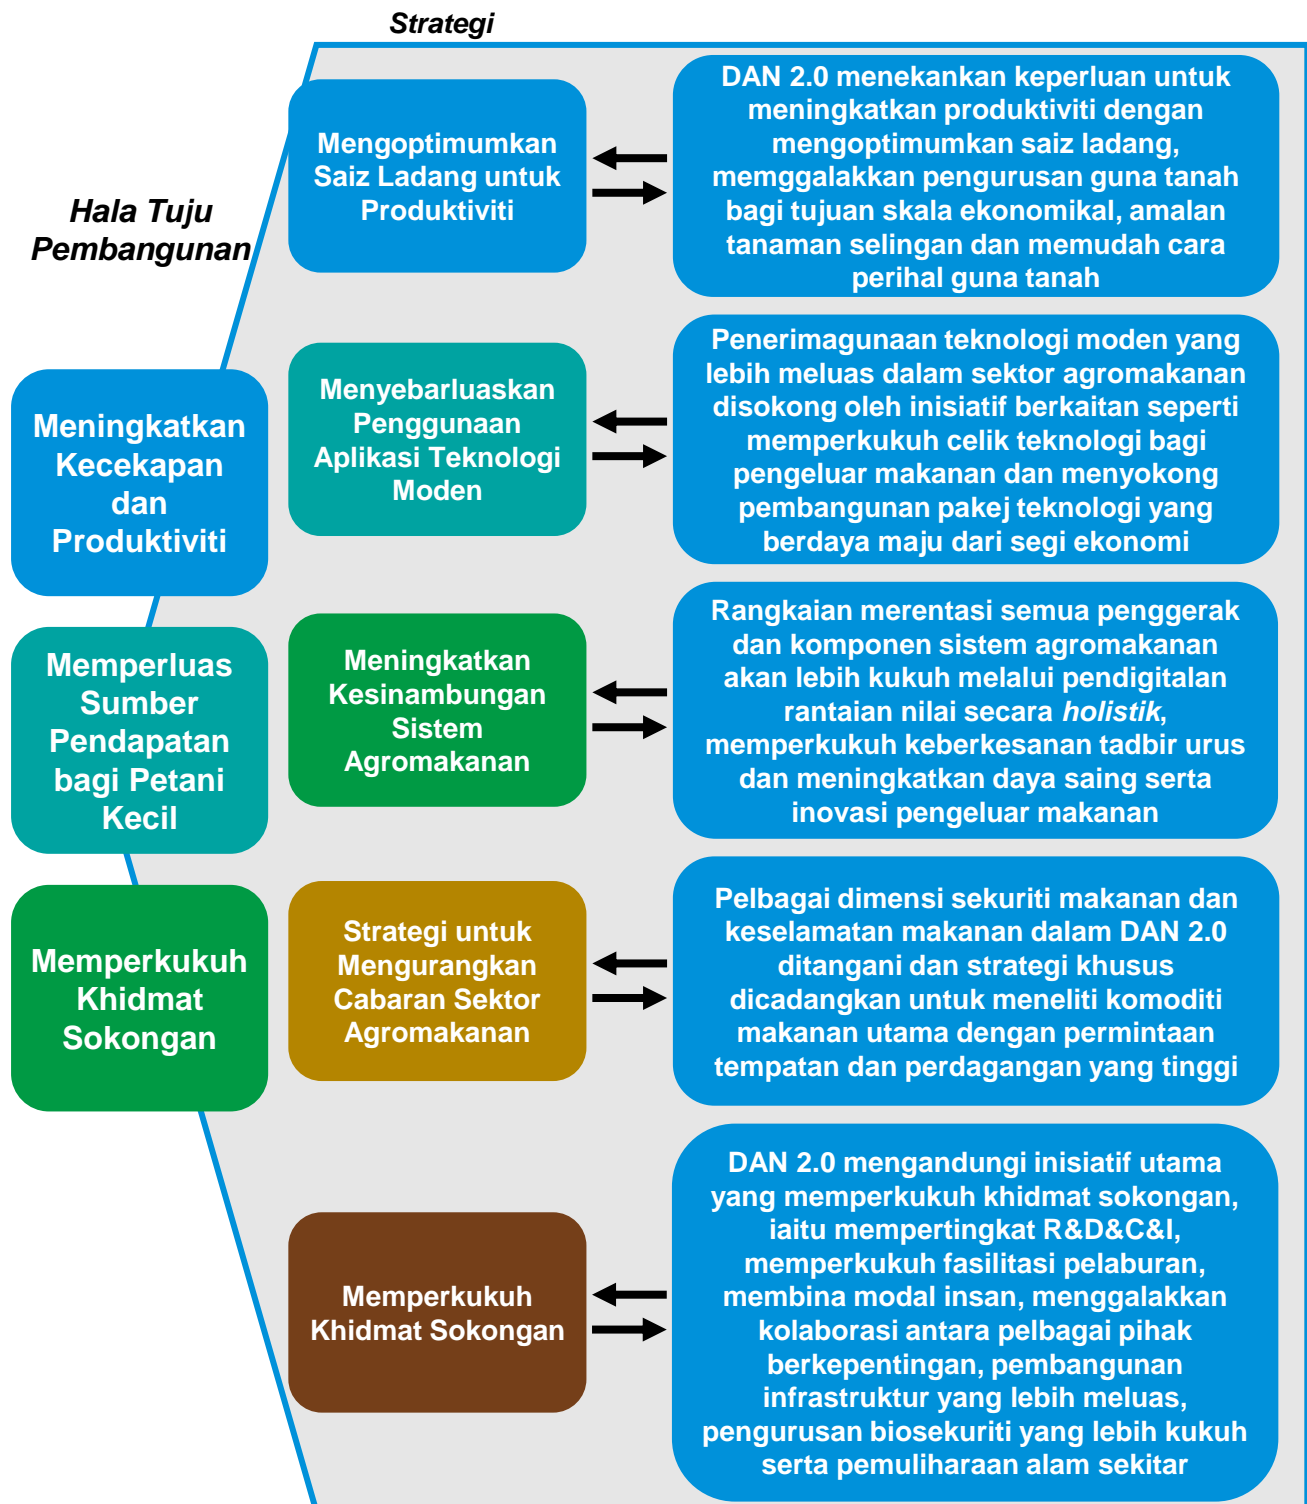 Strategi
Hala Tuju
Pembangunan
Meningkatkan
Kecekapan
dan
Produktiviti
Memperluas
Sumber
Pendapatan
bagi Petani
Kecil
Memperkukuh
Khidmat
Sokongan
Mengoptimumkan
Saiz Ladang untuk
Produktiviti
DAN 2.0 menekankan keperluan untuk
meningkatkan produktiviti dengan
mengoptimumkan saiz ladang,
memggalakkan pengurusan guna tanah
bagi tujuan skala ekonomikal, amalan
tanaman selingan dan memudah cara
perihal guna tanah
Menyebarluaskan
Penggunaan
Aplikasi Teknologi
Moden
Penerimagunaan teknologi moden yang
lebih meluas dalam sektor agromakanan
disokong oleh inisiatif berkaitan seperti
memperkukuh celik teknologi bagi
pengeluar makanan dan menyokong
pembangunan pakej teknologi yang
berdaya maju dari segi ekonomi
Meningkatkan
Kesinambungan
Sistem
Agromakanan
Rangkaian merentasi semua penggerak
dan komponen sistem agromakanan
akan lebih kukuh melalui pendigitalan
rantaian nilai secara holistik,
memperkukuh keberkesanan tadbir urus
dan meningkatkan daya saing serta
inovasi pengeluar makanan
Strategi untuk
Mengurangkan
Cabaran Sektor
Agromakanan
Pelbagai dimensi sekuriti makanan dan
keselamatan makanan dalam DAN 2.0
ditangani dan strategi khusus
dicadangkan untuk meneliti komoditi
makanan utama dengan permintaan
tempatan dan perdagangan yang tinggi
Memperkukuh
Khidmat Sokongan
DAN 2.0 mengandungi inisiatif utama
yang memperkukuh khidmat sokongan,
iaitu mempertingkat R&D&C&I,
memperkukuh fasilitasi pelaburan,
membina modal insan, menggalakkan
kolaborasi antara pelbagai pihak
berkepentingan, pembangunan
infrastruktur yang lebih meluas,
pengurusan biosekuriti yang lebih kukuh
serta pemuliharaan alam sekitar